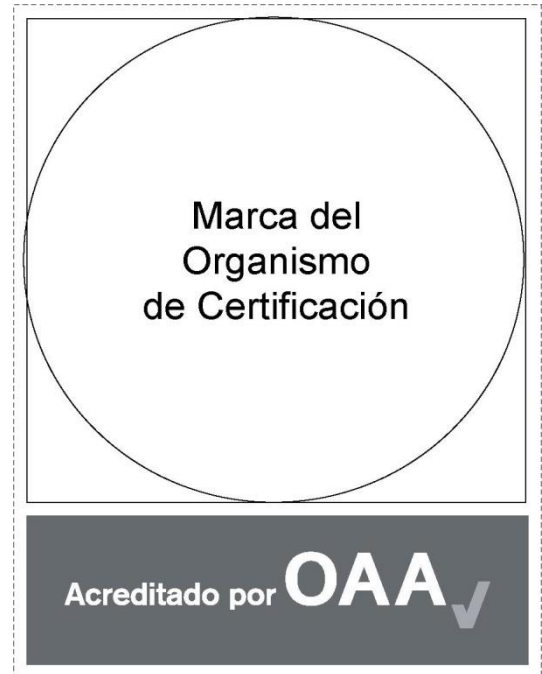 Marca del
Organismo
de Certificación
Acreditado por OAA